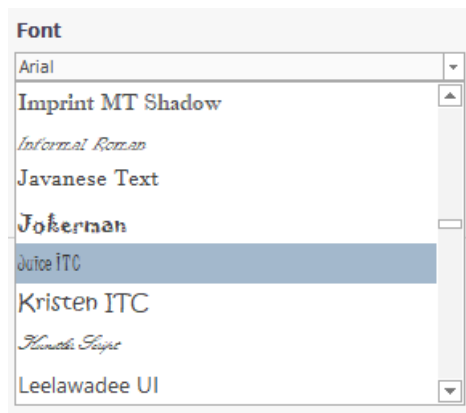 Font
Arial
Imprint MT Shadow
Informal Roman
Javanese Text
Jokerman
Juice ITC
Kristen ITC
Kunstler Script
Leelawadee UI